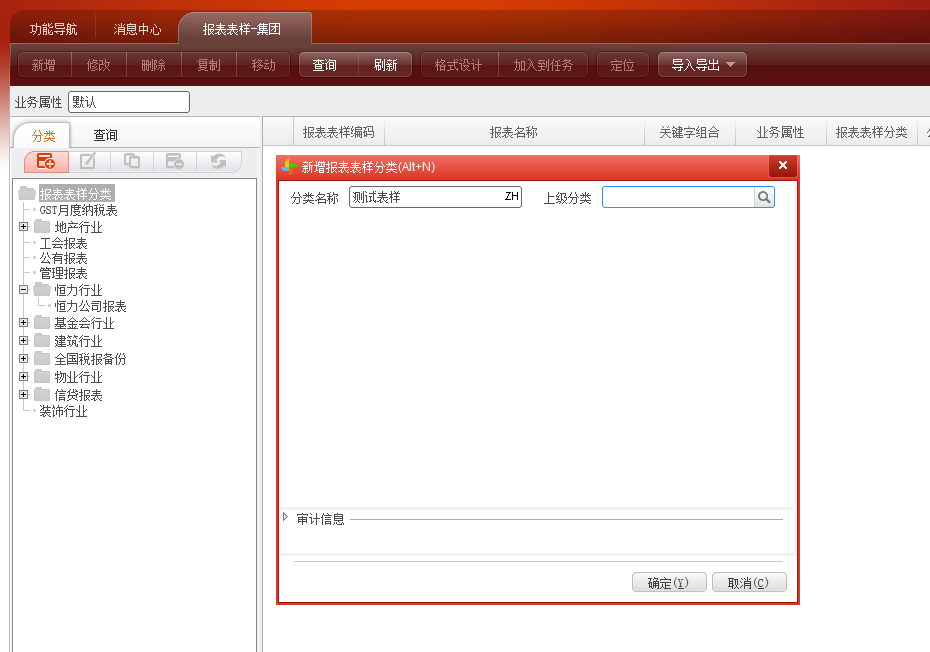 功能导航 消息中心 报表表样-集团
新增 修改 删除 复制 移动 查询 刷新 格式设计 加入到任务 定位 导入导出
业务属性 默认
分类 查询
报表表样编码 报表名称 关键字组合 业务属性 报表表样分类
新增报表表样分类(Alt+N)
分类名称 测试表样 ZH 上级分类
报表表样分类
GST月度纳税表
地产行业
工会报表
公有报表
管理报表
恒力行业
恒力公司报表
基金会行业
建筑行业
全国税报备份
物业行业
信贷报表
装饰行业
审计信息
确定(Y) 取消(C)